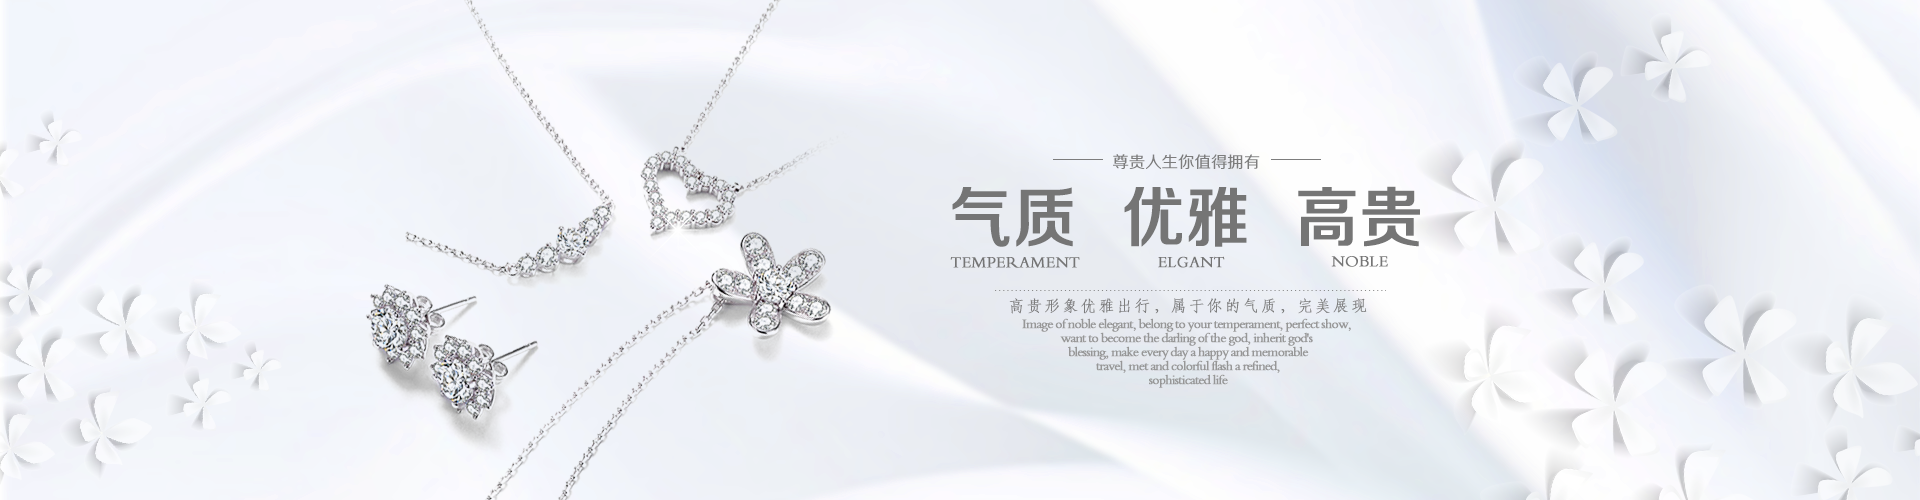 尊贵人生你值得拥有
气质 优雅 高贵
TEMPERAMENT ELGANT NOBLE
高贵形象优雅出行，属于你的气质，完美展现
Image of noble elegant, belong to your temperament, perfect show,
want to become the darling of the god, inherit god's
blessing, make every day a happy and memorable
travel, met and colorful flash a refined,
sophisticated life